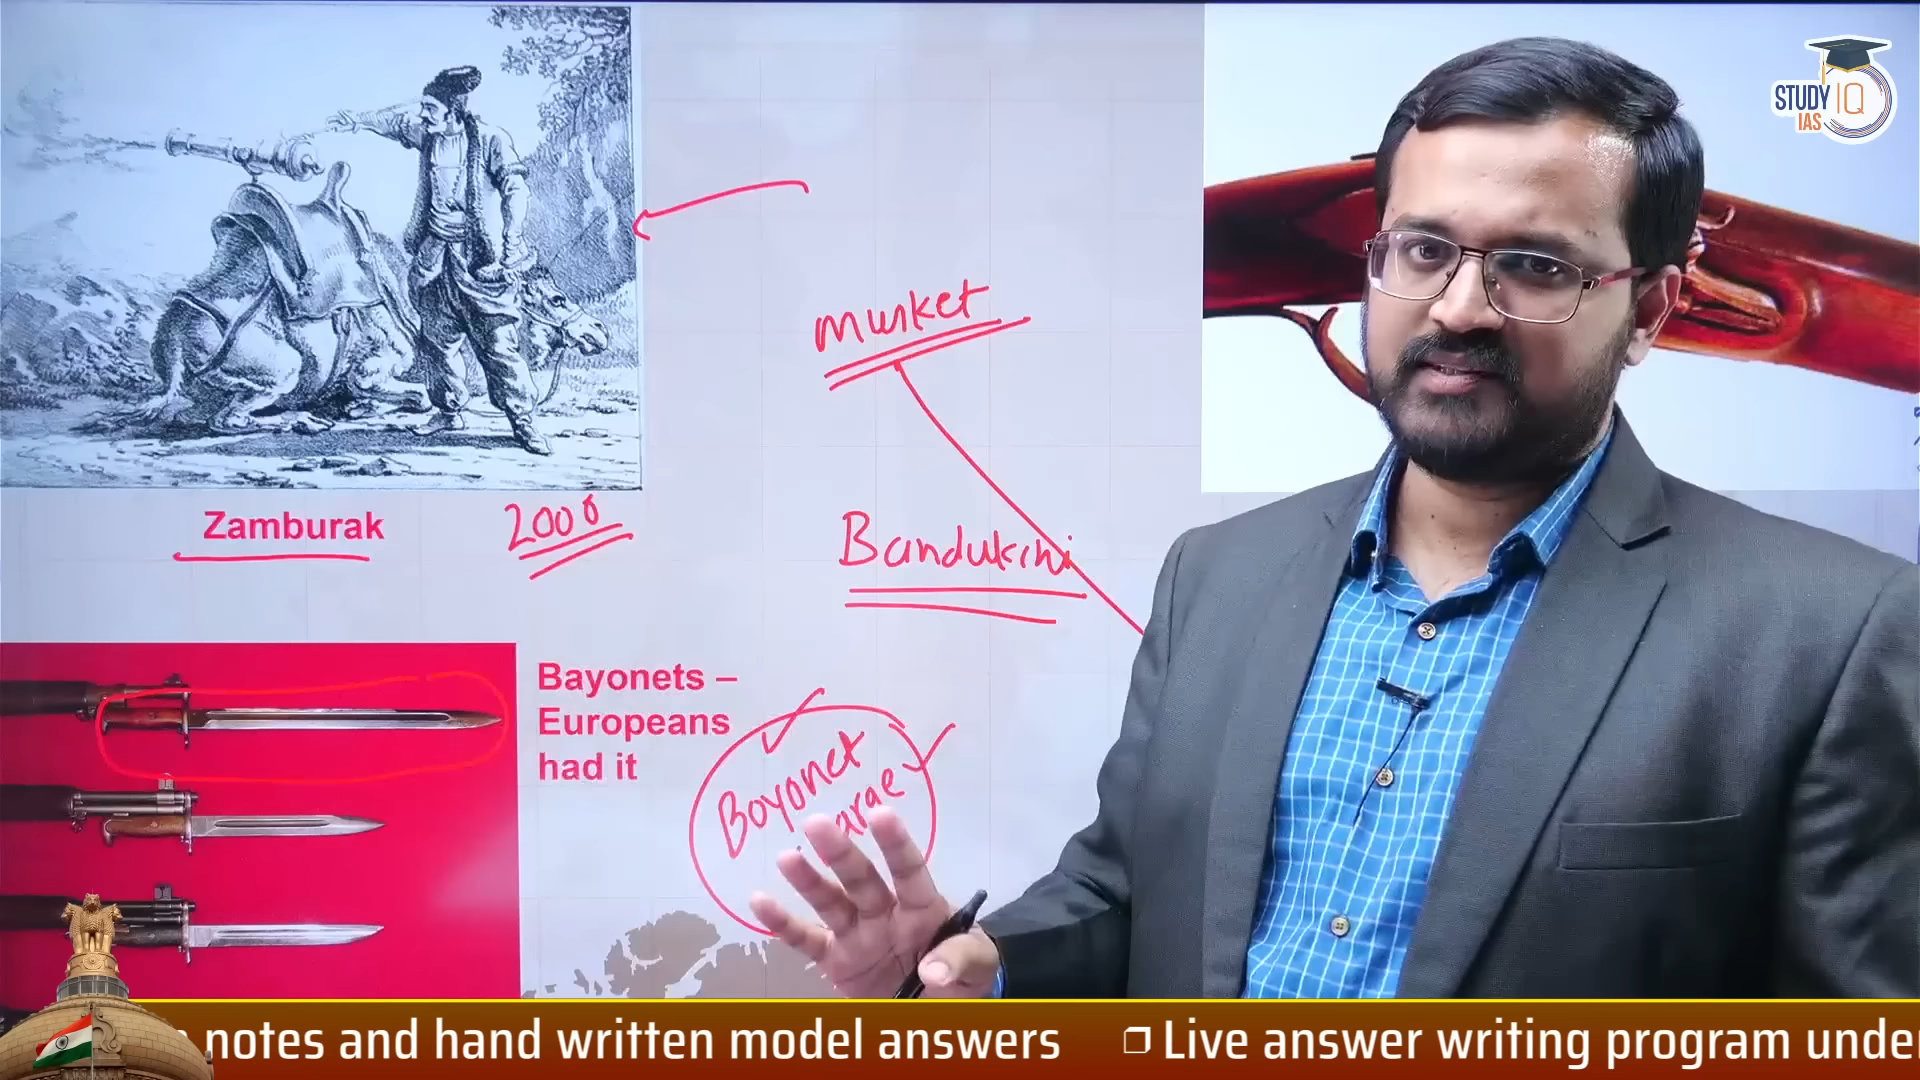 STUDY IQ
IAS
Musket
Zamburak
2000
Bandukchi
Bayonets –
Europeans
had it
Boyonet
notes and hand written model answers
❐ Live answer writing program unde